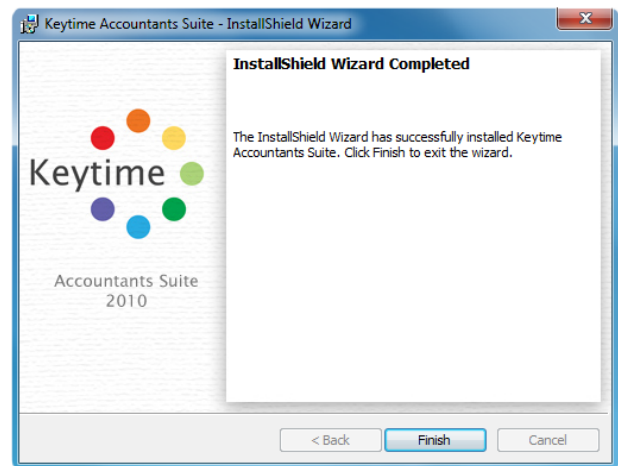 Keytime Accountants Suite - InstallShield Wizard
InstallShield Wizard Completed
The InstallShield Wizard has successfully installed Keytime
Accountants Suite. Click Finish to exit the wizard.
Keytime
Accountants Suite
2010
< Back
Finish
Cancel